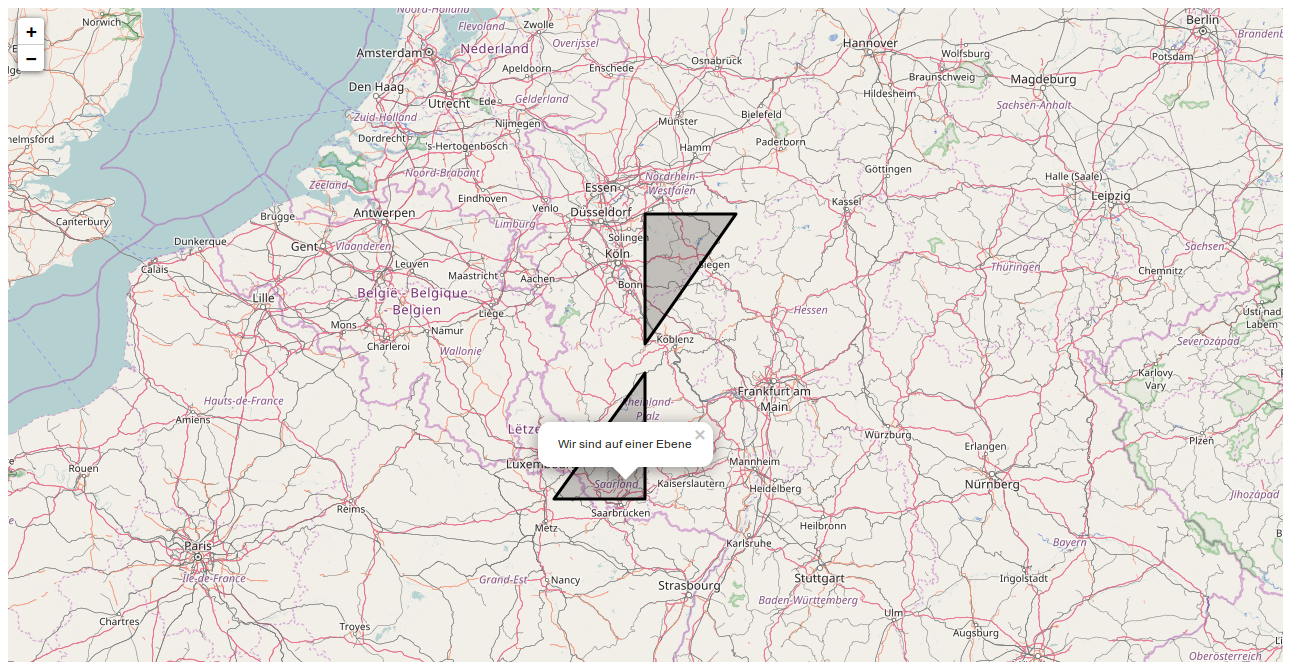 Noord-Holland
Berlin
Norwich
+
Flevoland
Zwolle
Brandenb
Hannover
Amsterdam
Nederland
Overijssel
Wolfsburg
Potsdam
−
Osnabrück
Apeldoorn
Enschede
Braunschweig
Magdeburg
Den Haag
Hildesheim
Utrecht
Ede
Gelderland
Sachsen-Anhalt
Zuid-Holland
Nijmegen
Münster
Bielefeld
helmsford
Dordrecht
's-Hertogenbosch
Hamm
Paderborn
Göttingen
Noord-Brabant
Nordrhein-
Westfalen
Halle (Saale)
Zeeland
Essen
Eindhoven
Leipzig
Kassel
Venlo
Düsseldorf
Antwerpen
Brugge
Canterbury
Limburg
Solingen
Dunkerque
Gent
Vlaanderen
Sachsen
Köln
Leuven
Siegen
Thüringen
Calais
Maastricht
Aachen
Chemnitz
Bonn
België - Belgique
- Belgien
Lille
Liège
Hessen
Ústí nad
Labem
Mons
Namur
Charleroi
Koblenz
Severozápad
Wallonie
Karlovy
Vary
Frankfurt am
Main
Hauts-de-France
Rheinland-
Pfalz
Amiens
Lëtze
Würzburg
Plzeň
Wir sind auf einer Ebene
×
Erlangen
Rouen
Luxembou
Mannheim
Saarland
Kaiserslautern
Nürnberg
Heidelberg
Jihozápad
Reims
Saarbrücken
Metz
Heilbronn
Paris
Karlsruhe
Bayern
Île-de-France
Grand-Est
Nancy
Strasbourg
Stuttgart
Ingolstadt
Baden-Württemberg
Chartres
Troyes
Ulm
Augsburg
Oberösterreich